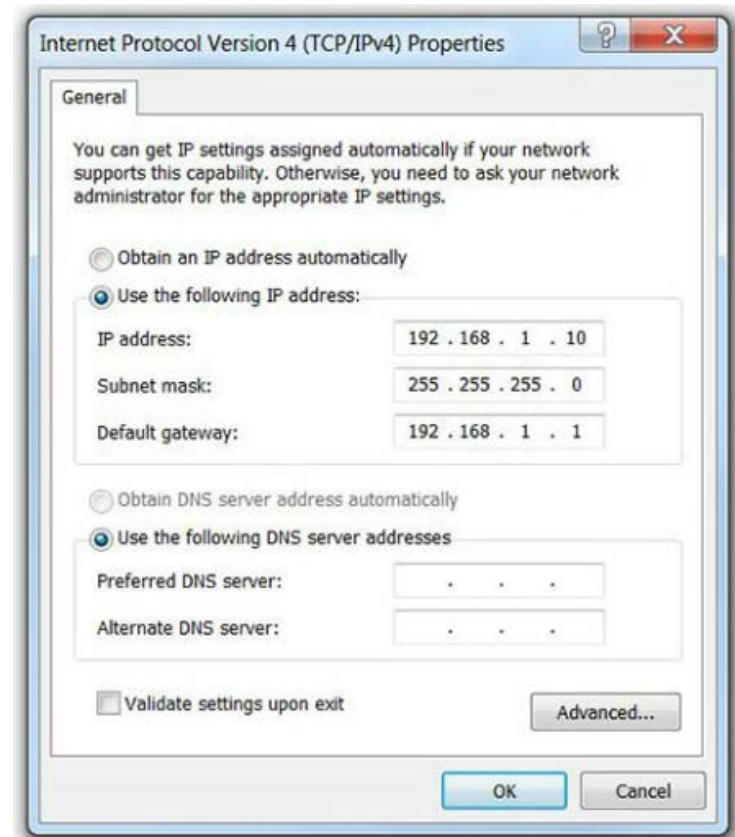 Internet Protocol Version 4 (TCP/IPv4) Properties
General
You can get IP settings assigned automatically if your network
supports this capability. Otherwise, you need to ask your network
administrator for the appropriate IP settings.
Obtain an IP address automatically
Use the following IP address:
IP address: 192 . 168 . 1 . 10
Subnet mask: 255 . 255 . 255 . 0
Default gateway: 192 . 168 . 1 . 1
Obtain DNS server address automatically
Use the following DNS server addresses
Preferred DNS server: . . .
Alternate DNS server: . . .
Validate settings upon exit
Advanced...
OK Cancel